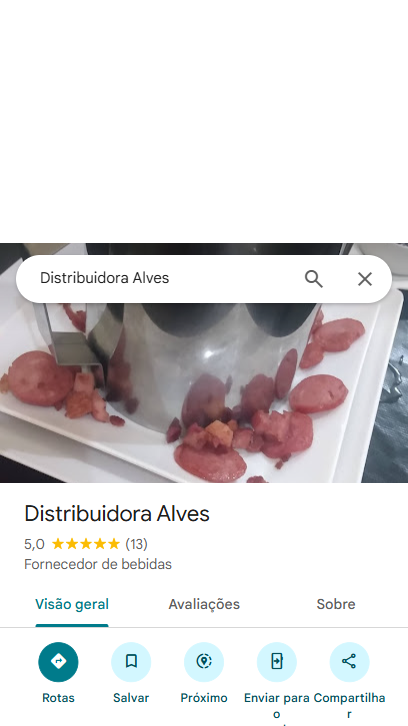 Distribuidora Alves
Distribuidora Alves
5,0 (13)
Fornecedor de bebidas
Visão geral Avaliações Sobre
Rotas Salvar Próximo Enviar para o Compartilhar